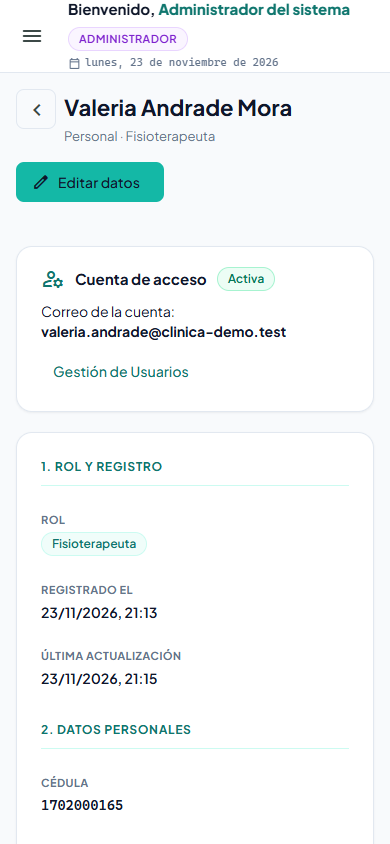 Bienvenido, Administrador del sistema
ADMINISTRADOR
lunes, 23 de noviembre de 2026
Valeria Andrade Mora
Personal · Fisioterapeuta
Editar datos
Cuenta de acceso Activa
Correo de la cuenta:
valeria.andrade@clinica-demo.test
Gestión de Usuarios
1. ROL Y REGISTRO
ROL
Fisioterapeuta
REGISTRADO EL
23/11/2026, 21:13
ÚLTIMA ACTUALIZACIÓN
23/11/2026, 21:15
2. DATOS PERSONALES
CÉDULA
1702000165